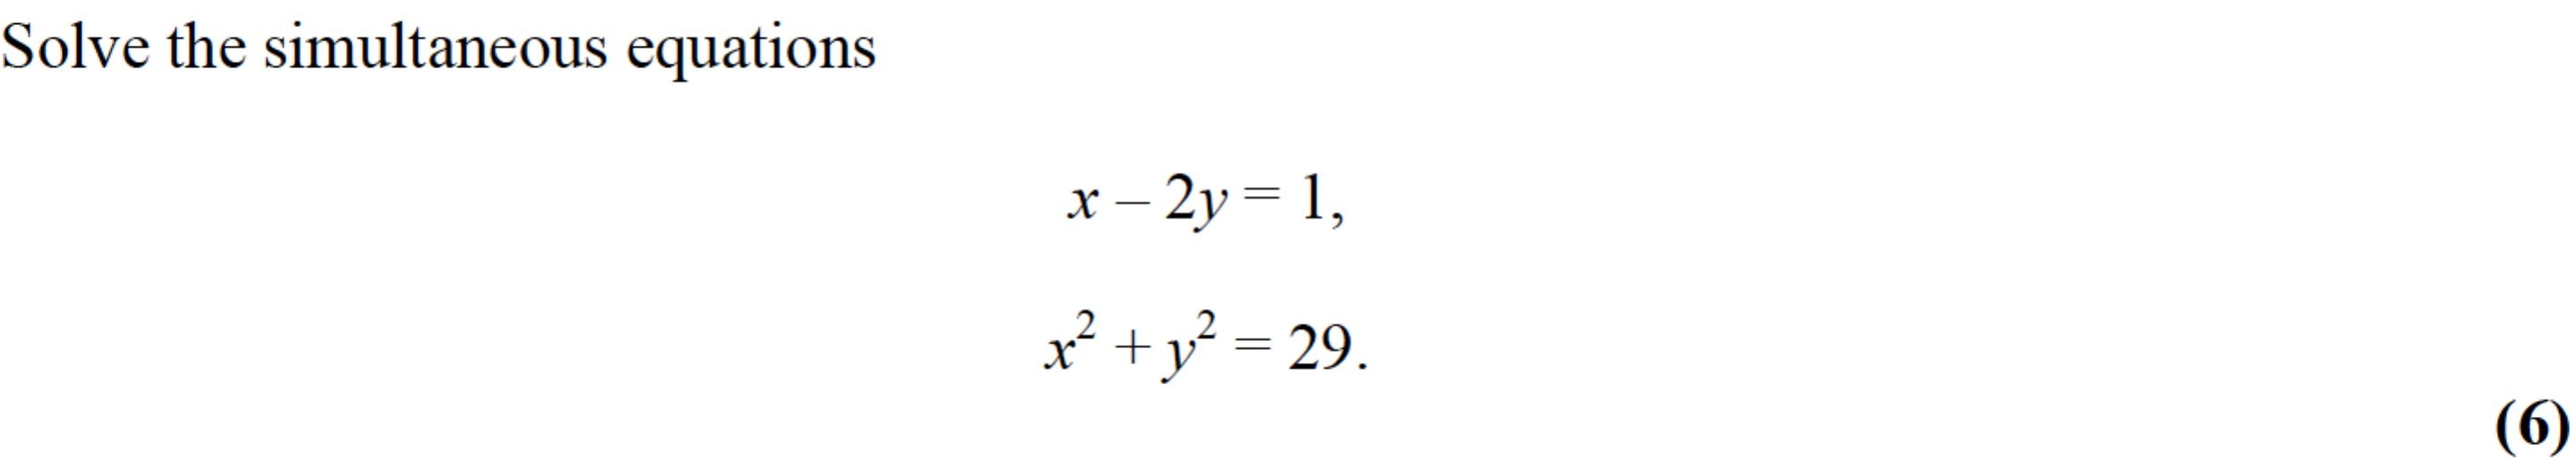 Solve the simultaneous equations
x – 2y = 1,
x² + y² = 29.
(6)